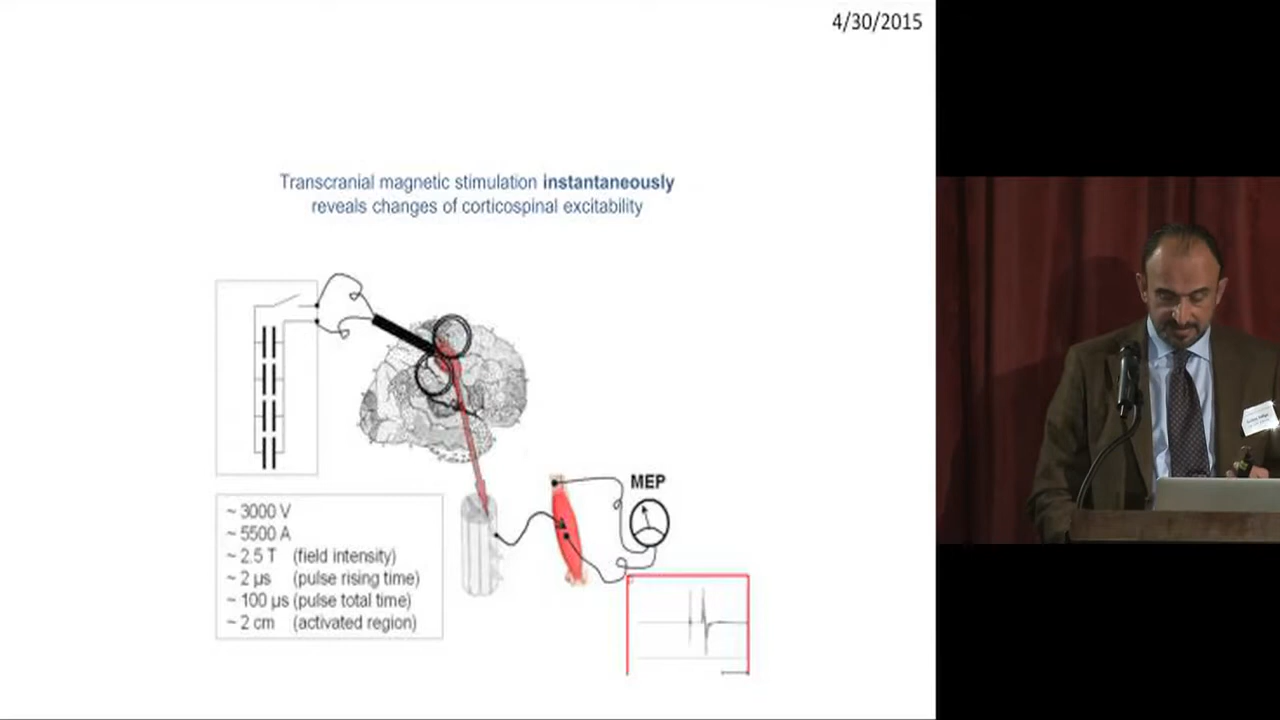 4/30/2015
Transcranial magnetic stimulation instantaneously
reveals changes of corticospinal excitability
MEP
~ 3000 V
~ 5500 A
~ 2.5 T (field intensity)
~ 2 µs (pulse rising time)
~ 100 µs (pulse total time)
~ 2 cm (activated region)